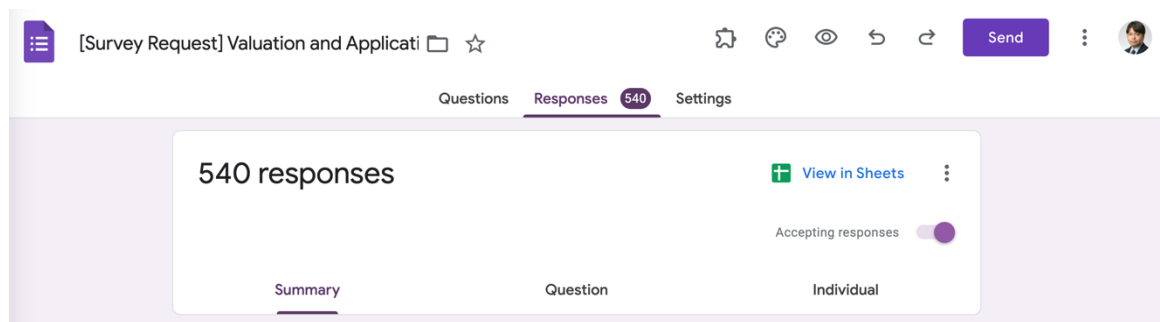 [Survey Request] Valuation and Applicati
Send
Questions Responses 540 Settings
540 responses
View in Sheets
Accepting responses
Summary Question Individual